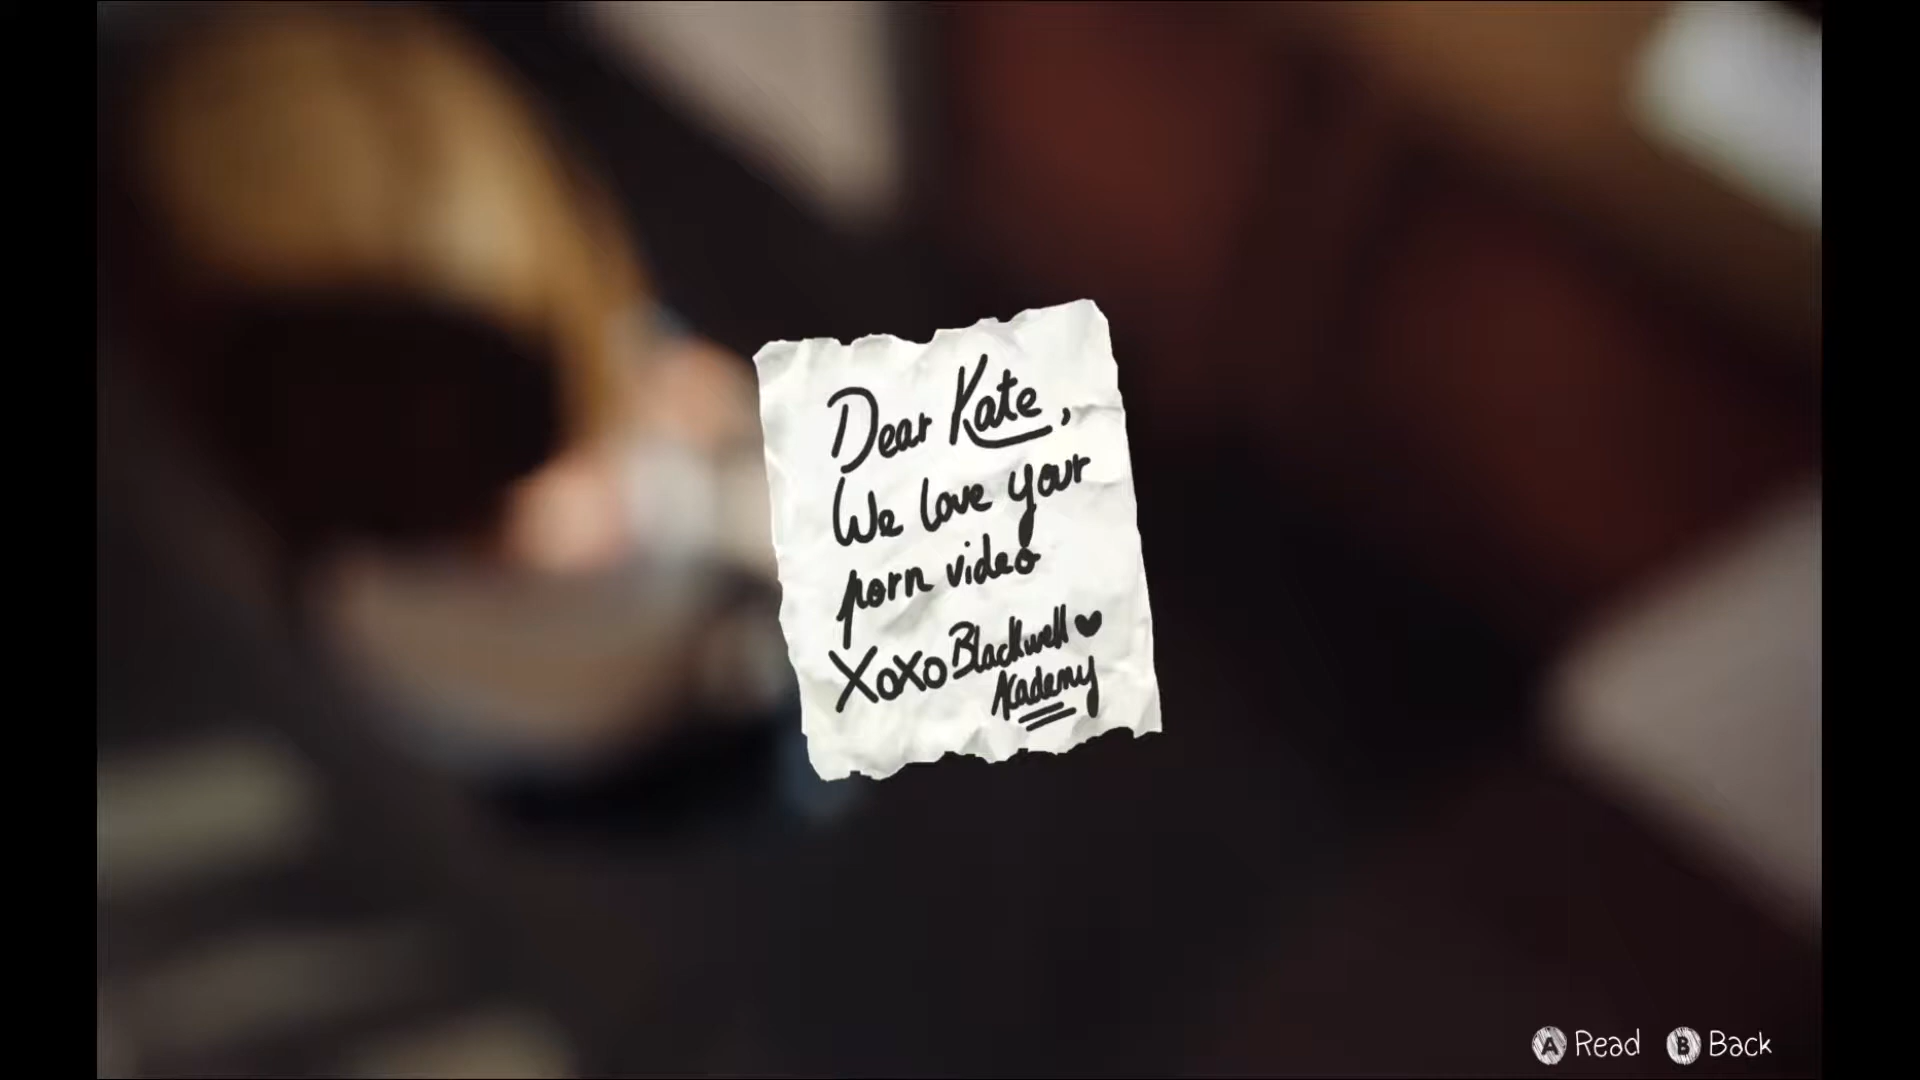 Dear Kate,
We love your
porn video
XoXo Blackwell ♥
Academy
A Read B Back